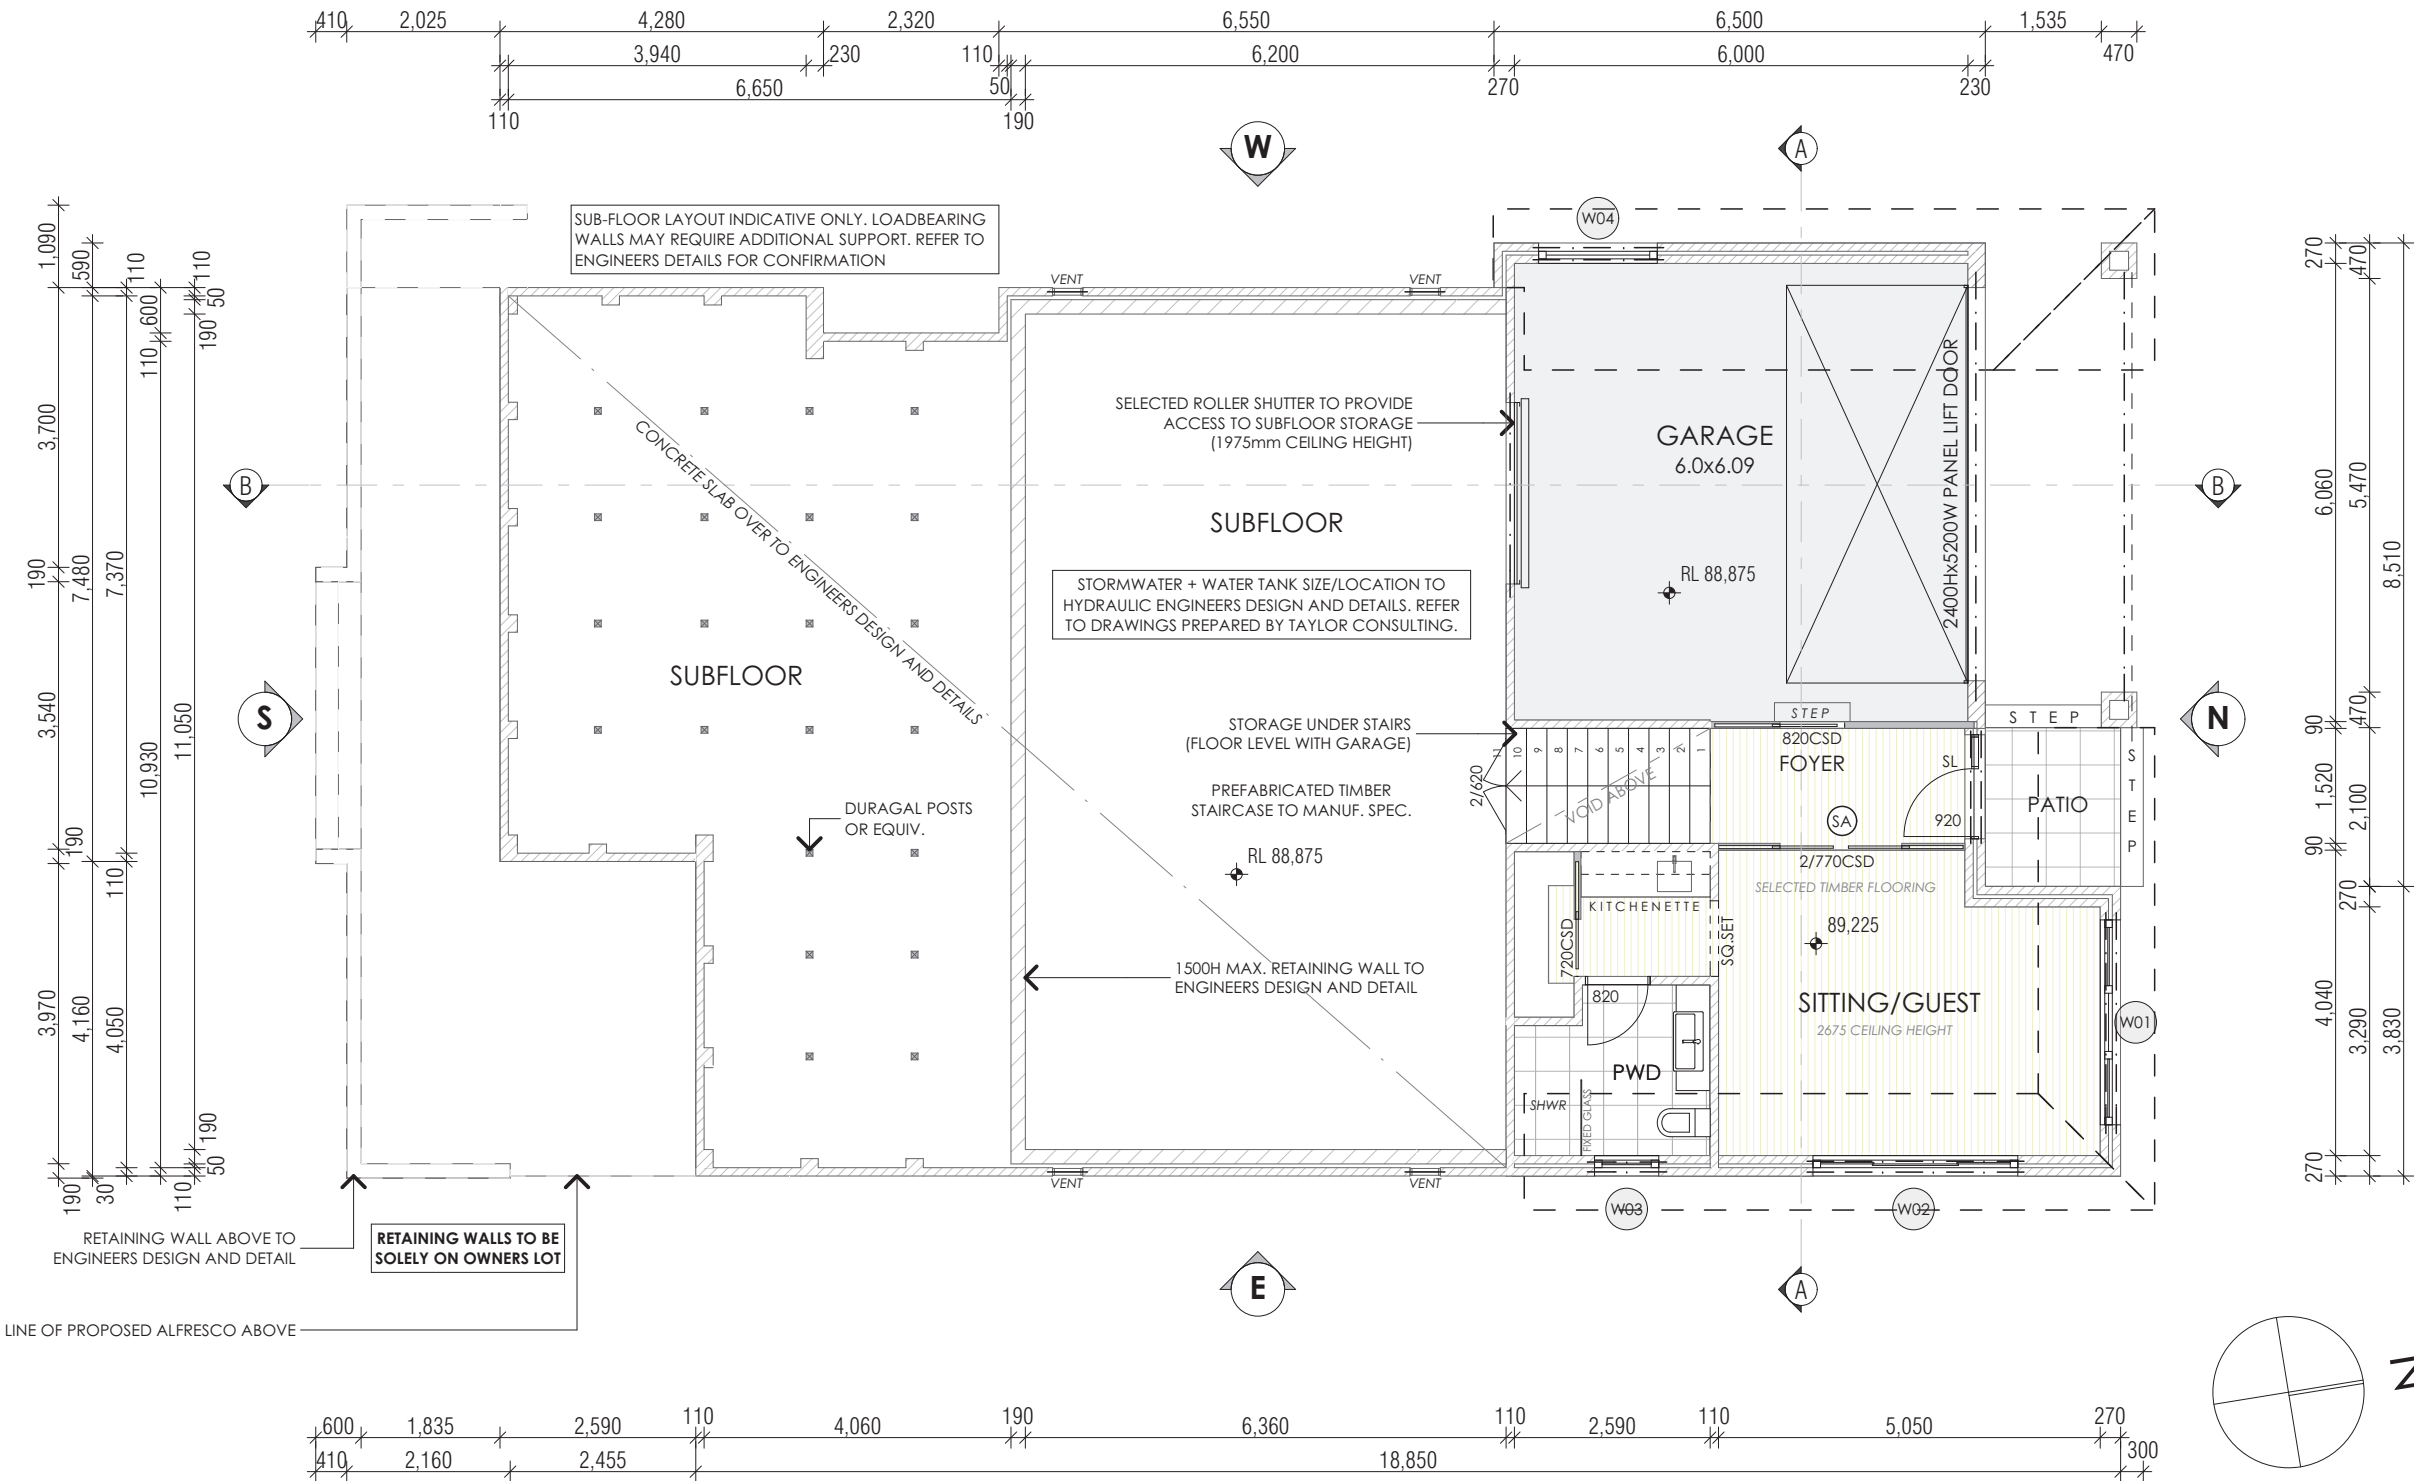 410 2,025 4,280 2,320 6,550 6,500 1,535
3,940 230 110 6,200 6,000 470
6,650 50 270 230
110 190
W
A
SUB-FLOOR LAYOUT INDICATIVE ONLY. LOADBEARING
WALLS MAY REQUIRE ADDITIONAL SUPPORT. REFER TO
ENGINEERS DETAILS FOR CONFIRMATION
W04
VENT
VENT
1,090
590
110
600
110
110
50
190
3,700
190
7,480
7,370
3,540
10,930
11,050
190
110
3,970
4,160
4,050
190
30
110
190
50
270
470
6,060
5,470
8,510
90
470
1,520
2,100
90
270
4,040
3,290
3,830
270
SELECTED ROLLER SHUTTER TO PROVIDE
ACCESS TO SUBFLOOR STORAGE
(1975mm CEILING HEIGHT)
GARAGE
6.0x6.09
2400Hx5200W PANEL LIFT DOOR
B
B
CONCRETE SLAB OVER TO ENGINEERS DESIGN AND DETAILS
SUBFLOOR
RL 88,875
STORMWATER + WATER TANK SIZE/LOCATION TO
HYDRAULIC ENGINEERS DESIGN AND DETAILS. REFER
TO DRAWINGS PREPARED BY TAYLOR CONSULTING.
SUBFLOOR
S
N
STORAGE UNDER STAIRS
(FLOOR LEVEL WITH GARAGE)
STEP
STEP
STEP
820CSD
FOYER
SL
11 10 9 8 7 6 5 4 3 2 1
2/620
VOID ABOVE
PREFABRICATED TIMBER
STAIRCASE TO MANUF. SPEC.
SA
920
PATIO
DURAGAL POSTS
OR EQUIV.
RL 88,875
2/770CSD
SELECTED TIMBER FLOORING
KITCHENETTE
720CSD
SQ.SET
89,225
1500H MAX. RETAINING WALL TO
ENGINEERS DESIGN AND DETAIL
820
SITTING/GUEST
2675 CEILING HEIGHT
W01
PWD
SHWR
FIXED GLASS
VENT
VENT
W03
W02
RETAINING WALL ABOVE TO
ENGINEERS DESIGN AND DETAIL
RETAINING WALLS TO BE
SOLELY ON OWNERS LOT
E
A
LINE OF PROPOSED ALFRESCO ABOVE
N
600 1,835 2,590 110 4,060 190 6,360 110 2,590 110 5,050 270
410 2,160 2,455 18,850 300